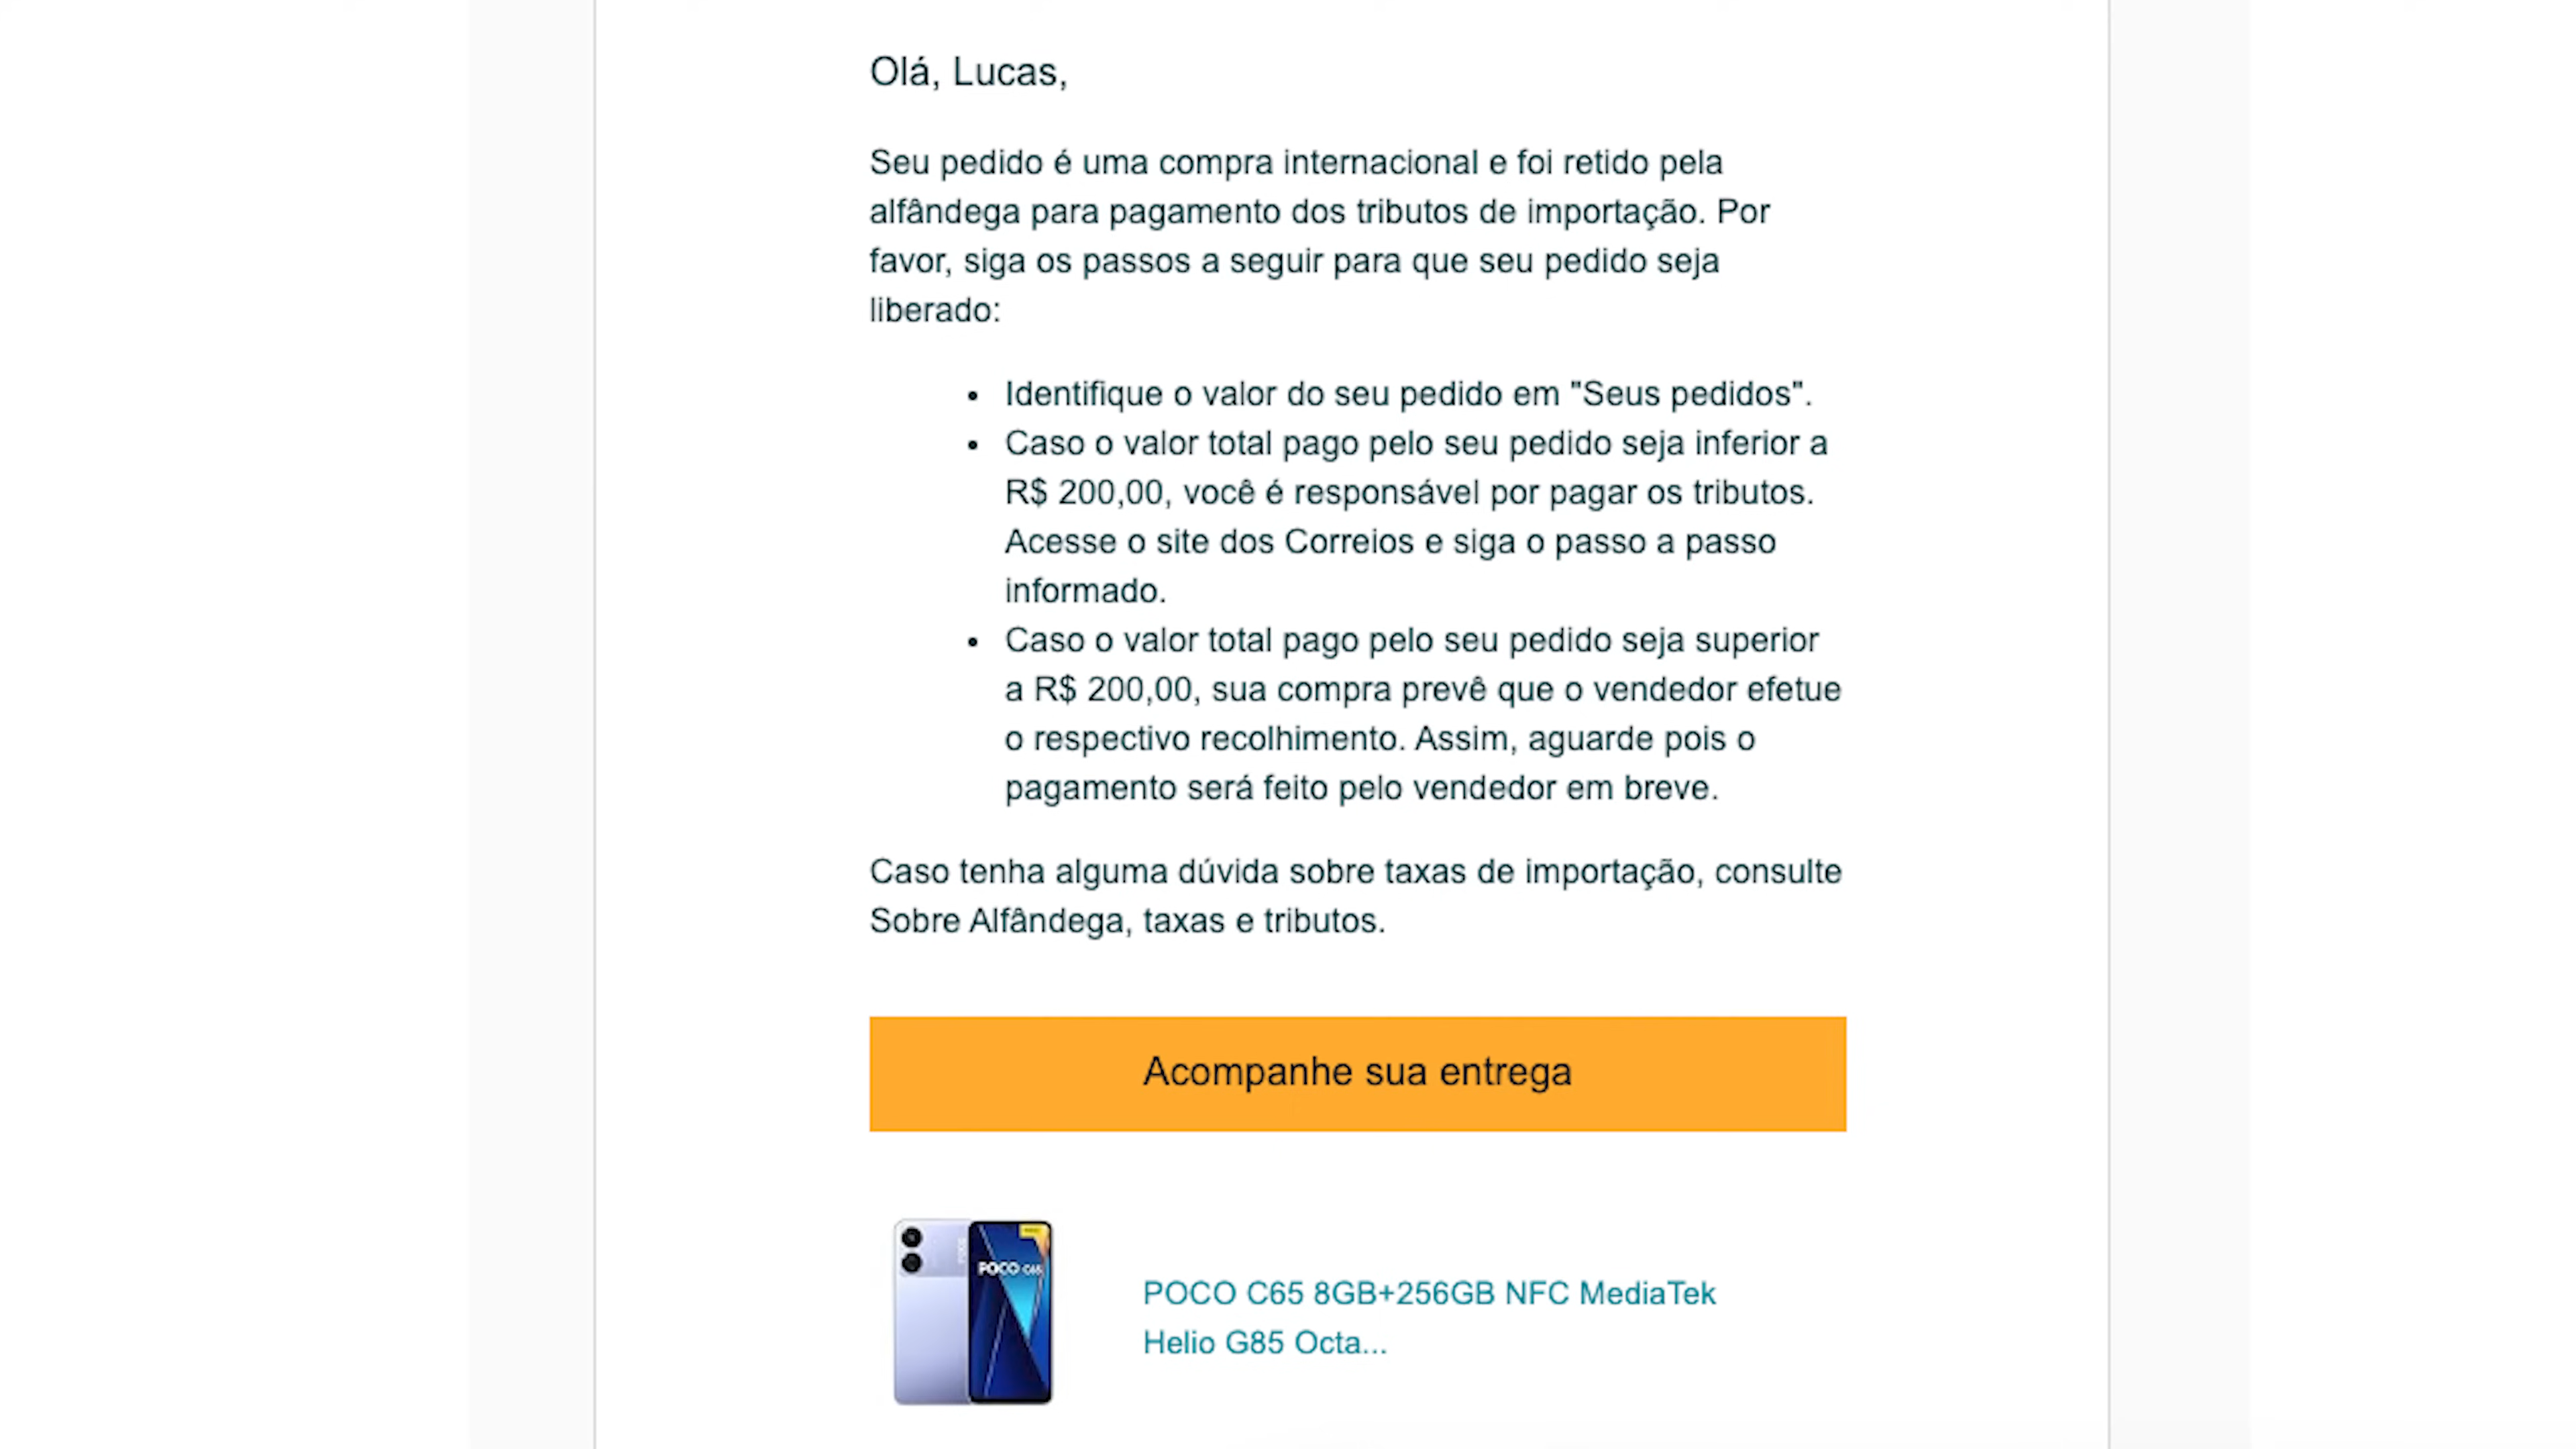 Olá, Lucas,
Seu pedido é uma compra internacional e foi retido pela
alfândega para pagamento dos tributos de importação. Por
favor, siga os passos a seguir para que seu pedido seja
liberado:
• Identifique o valor do seu pedido em "Seus pedidos".
• Caso o valor total pago pelo seu pedido seja inferior a
R$ 200,00, você é responsável por pagar os tributos.
Acesse o site dos Correios e siga o passo a passo
informado.
• Caso o valor total pago pelo seu pedido seja superior
a R$ 200,00, sua compra prevê que o vendedor efetue
o respectivo recolhimento. Assim, aguarde pois o
pagamento será feito pelo vendedor em breve.
Caso tenha alguma dúvida sobre taxas de importação, consulte
Sobre Alfândega, taxas e tributos.
Acompanhe sua entrega
POCO C65
POCO C65 8GB+256GB NFC MediaTek
Helio G85 Octa...